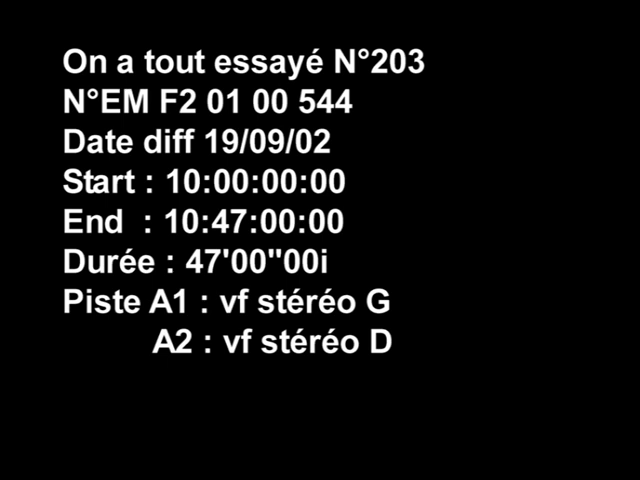 On a tout essayé N°203
N°EM F2 01 00 544
Date diff 19/09/02
Start : 10:00:00:00
End  : 10:47:00:00
Durée : 47'00"00i
Piste A1 : vf stéréo G
A2 : vf stéréo D